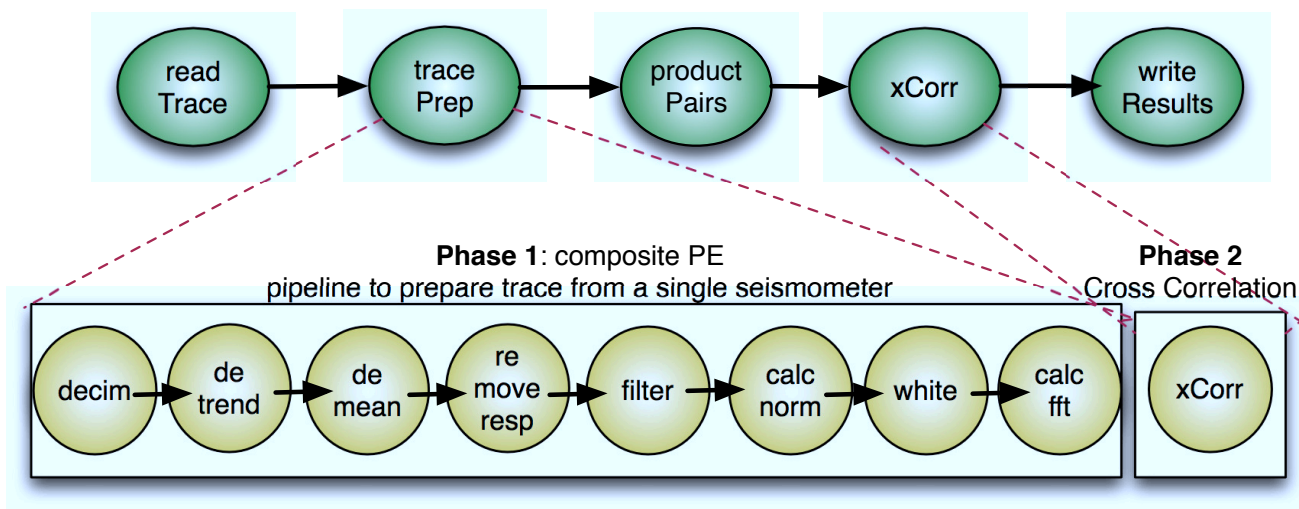 read
Trace
trace
Prep
product
Pairs
xCorr
write
Results
Phase 1: composite PE
pipeline to prepare trace from a single seismometer
Phase 2
Cross Correlation
decim
de
trend
de
mean
re
move
resp
filter
calc
norm
white
calc
fft
xCorr